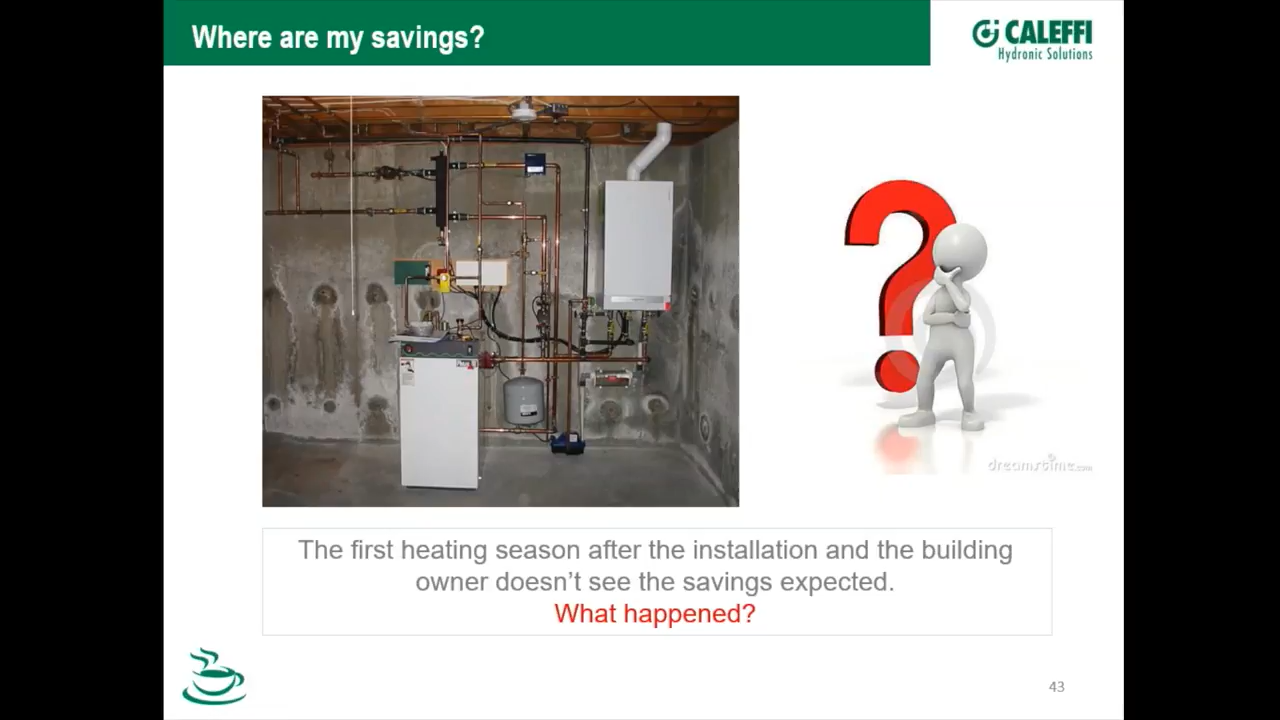 Where are my savings?
CALEFFI
Hydronic Solutions
dreamstime.com
The first heating season after the installation and the building
owner doesn't see the savings expected.
What happened?
43